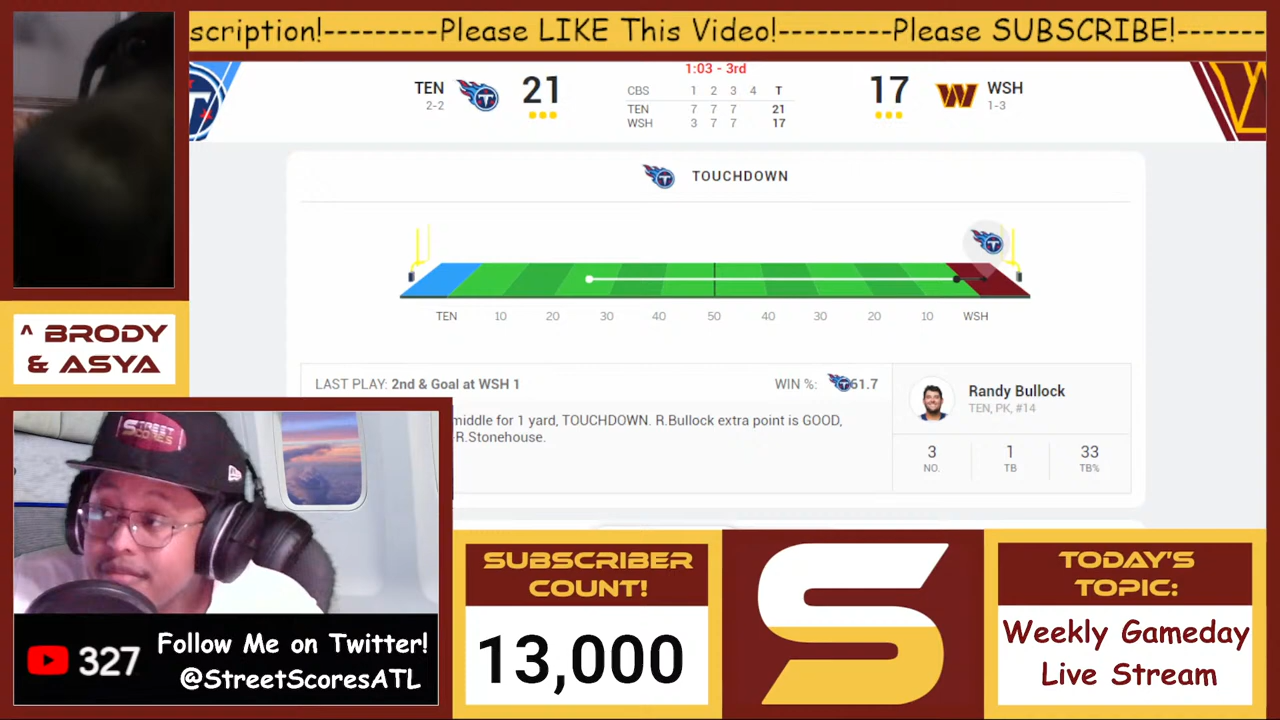 scription!---------Please LIKE This Video!---------Please SUBSCRIBE!-------
TEN
2-2
21
1:03 - 3rd
CBS 1 2 3 4 T
TEN 7 7 7 21
WSH 3 7 7 17
17
WSH
1-3
TOUCHDOWN
TEN 10 20 30 40 50 40 30 20 10 WSH
^ BRODY
& ASYA
LAST PLAY: 2nd & Goal at WSH 1
WIN %: 61.7
middle for 1 yard, TOUCHDOWN. R.Bullock extra point is GOOD,
-R.Stonehouse.
Randy Bullock
TEN, PK, #14
3 1 33
NO. TB TB%
STREET
SCORES
327
Follow Me on Twitter!
@StreetScoresATL
SUBSCRIBER
COUNT!
13,000
S
TODAY'S
TOPIC:
Weekly Gameday
Live Stream